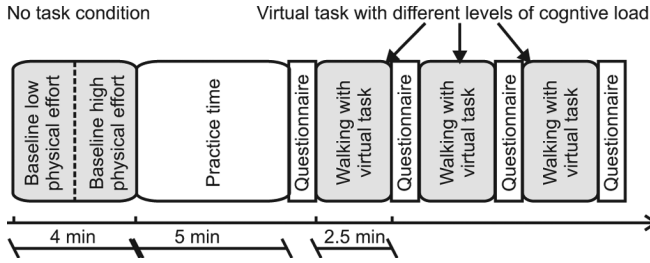 No task condition
Virtual task with different levels of cogntive load
Baseline low
physical effort
Baseline high
physical effort
Practice time
Questionnaire
Walking with
virtual task
Questionnaire
Walking with
virtual task
Questionnaire
Walking with
virtual task
Questionnaire
4 min
5 min
2.5 min